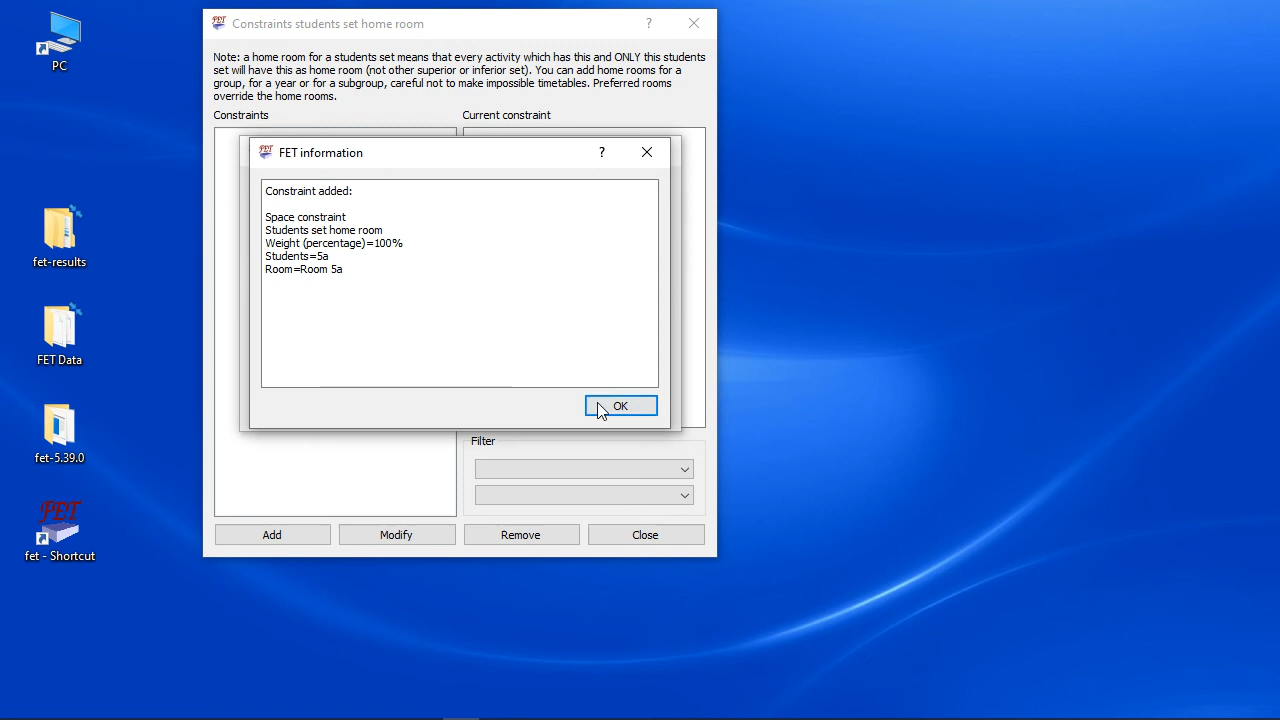 PC
fet-results
FET Data
fet-5.39.0
FET
fet - Shortcut
FET
Constraints students set home room
?
Note: a home room for a students set means that every activity which has this and ONLY this students
set will have this as home room (not other superior or inferior set). You can add home rooms for a
group, for a year or for a subgroup, careful not to make impossible timetables. Preferred rooms
override the home rooms.
Constraints
Current constraint
FET
FET information
?
Constraint added:
Space constraint
Students set home room
Weight (percentage)=100%
Students=5a
Room=Room 5a
OK
Filter
Add
Modify
Remove
Close